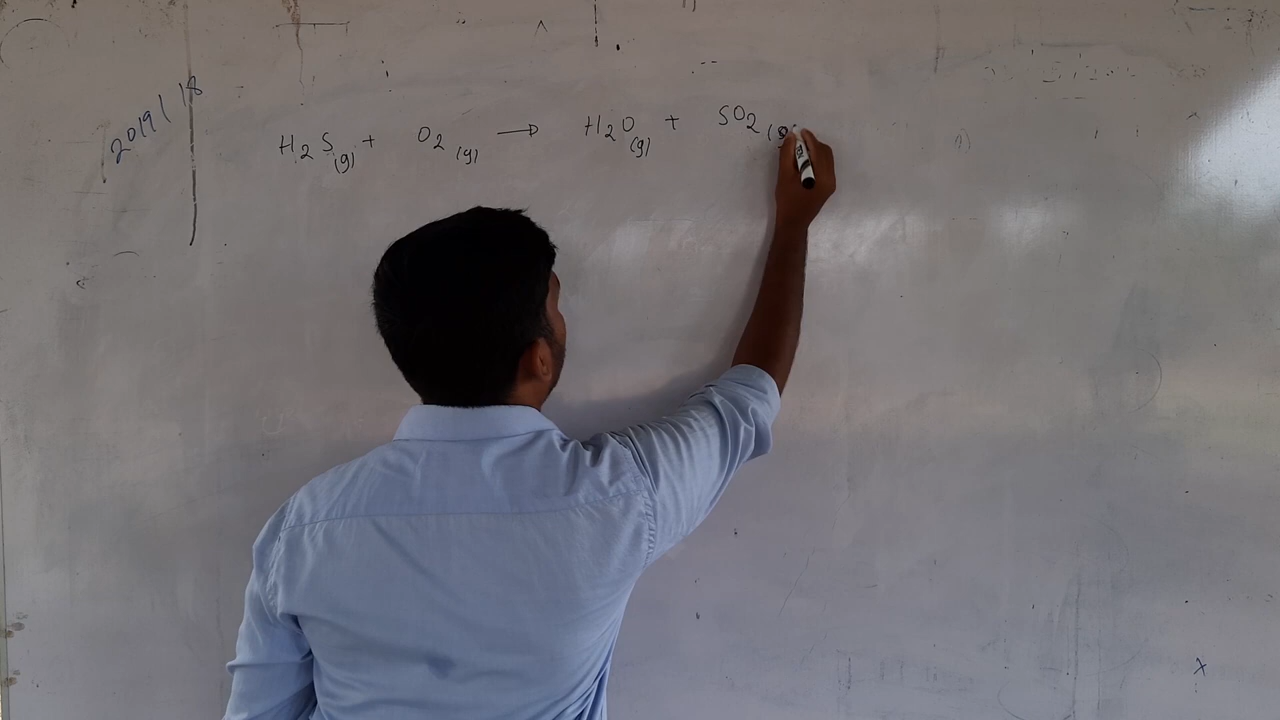 2019/18
H2S(g) + O2 (g) → H2O(g) + SO2 (g)